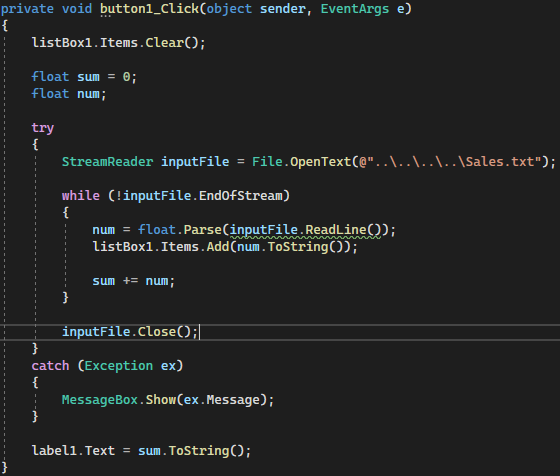 private void button1_Click(object sender, EventArgs e)
{
    listBox1.Items.Clear();

    float sum = 0;
    float num;

    try
    {
        StreamReader inputFile = File.OpenText(@"..\..\..\..\Sales.txt");

        while (!inputFile.EndOfStream)
        {
            num = float.Parse(inputFile.ReadLine());
            listBox1.Items.Add(num.ToString());

            sum += num;
        }

        inputFile.Close();
    }
    catch (Exception ex)
    {
        MessageBox.Show(ex.Message);
    }

    label1.Text = sum.ToString();
}